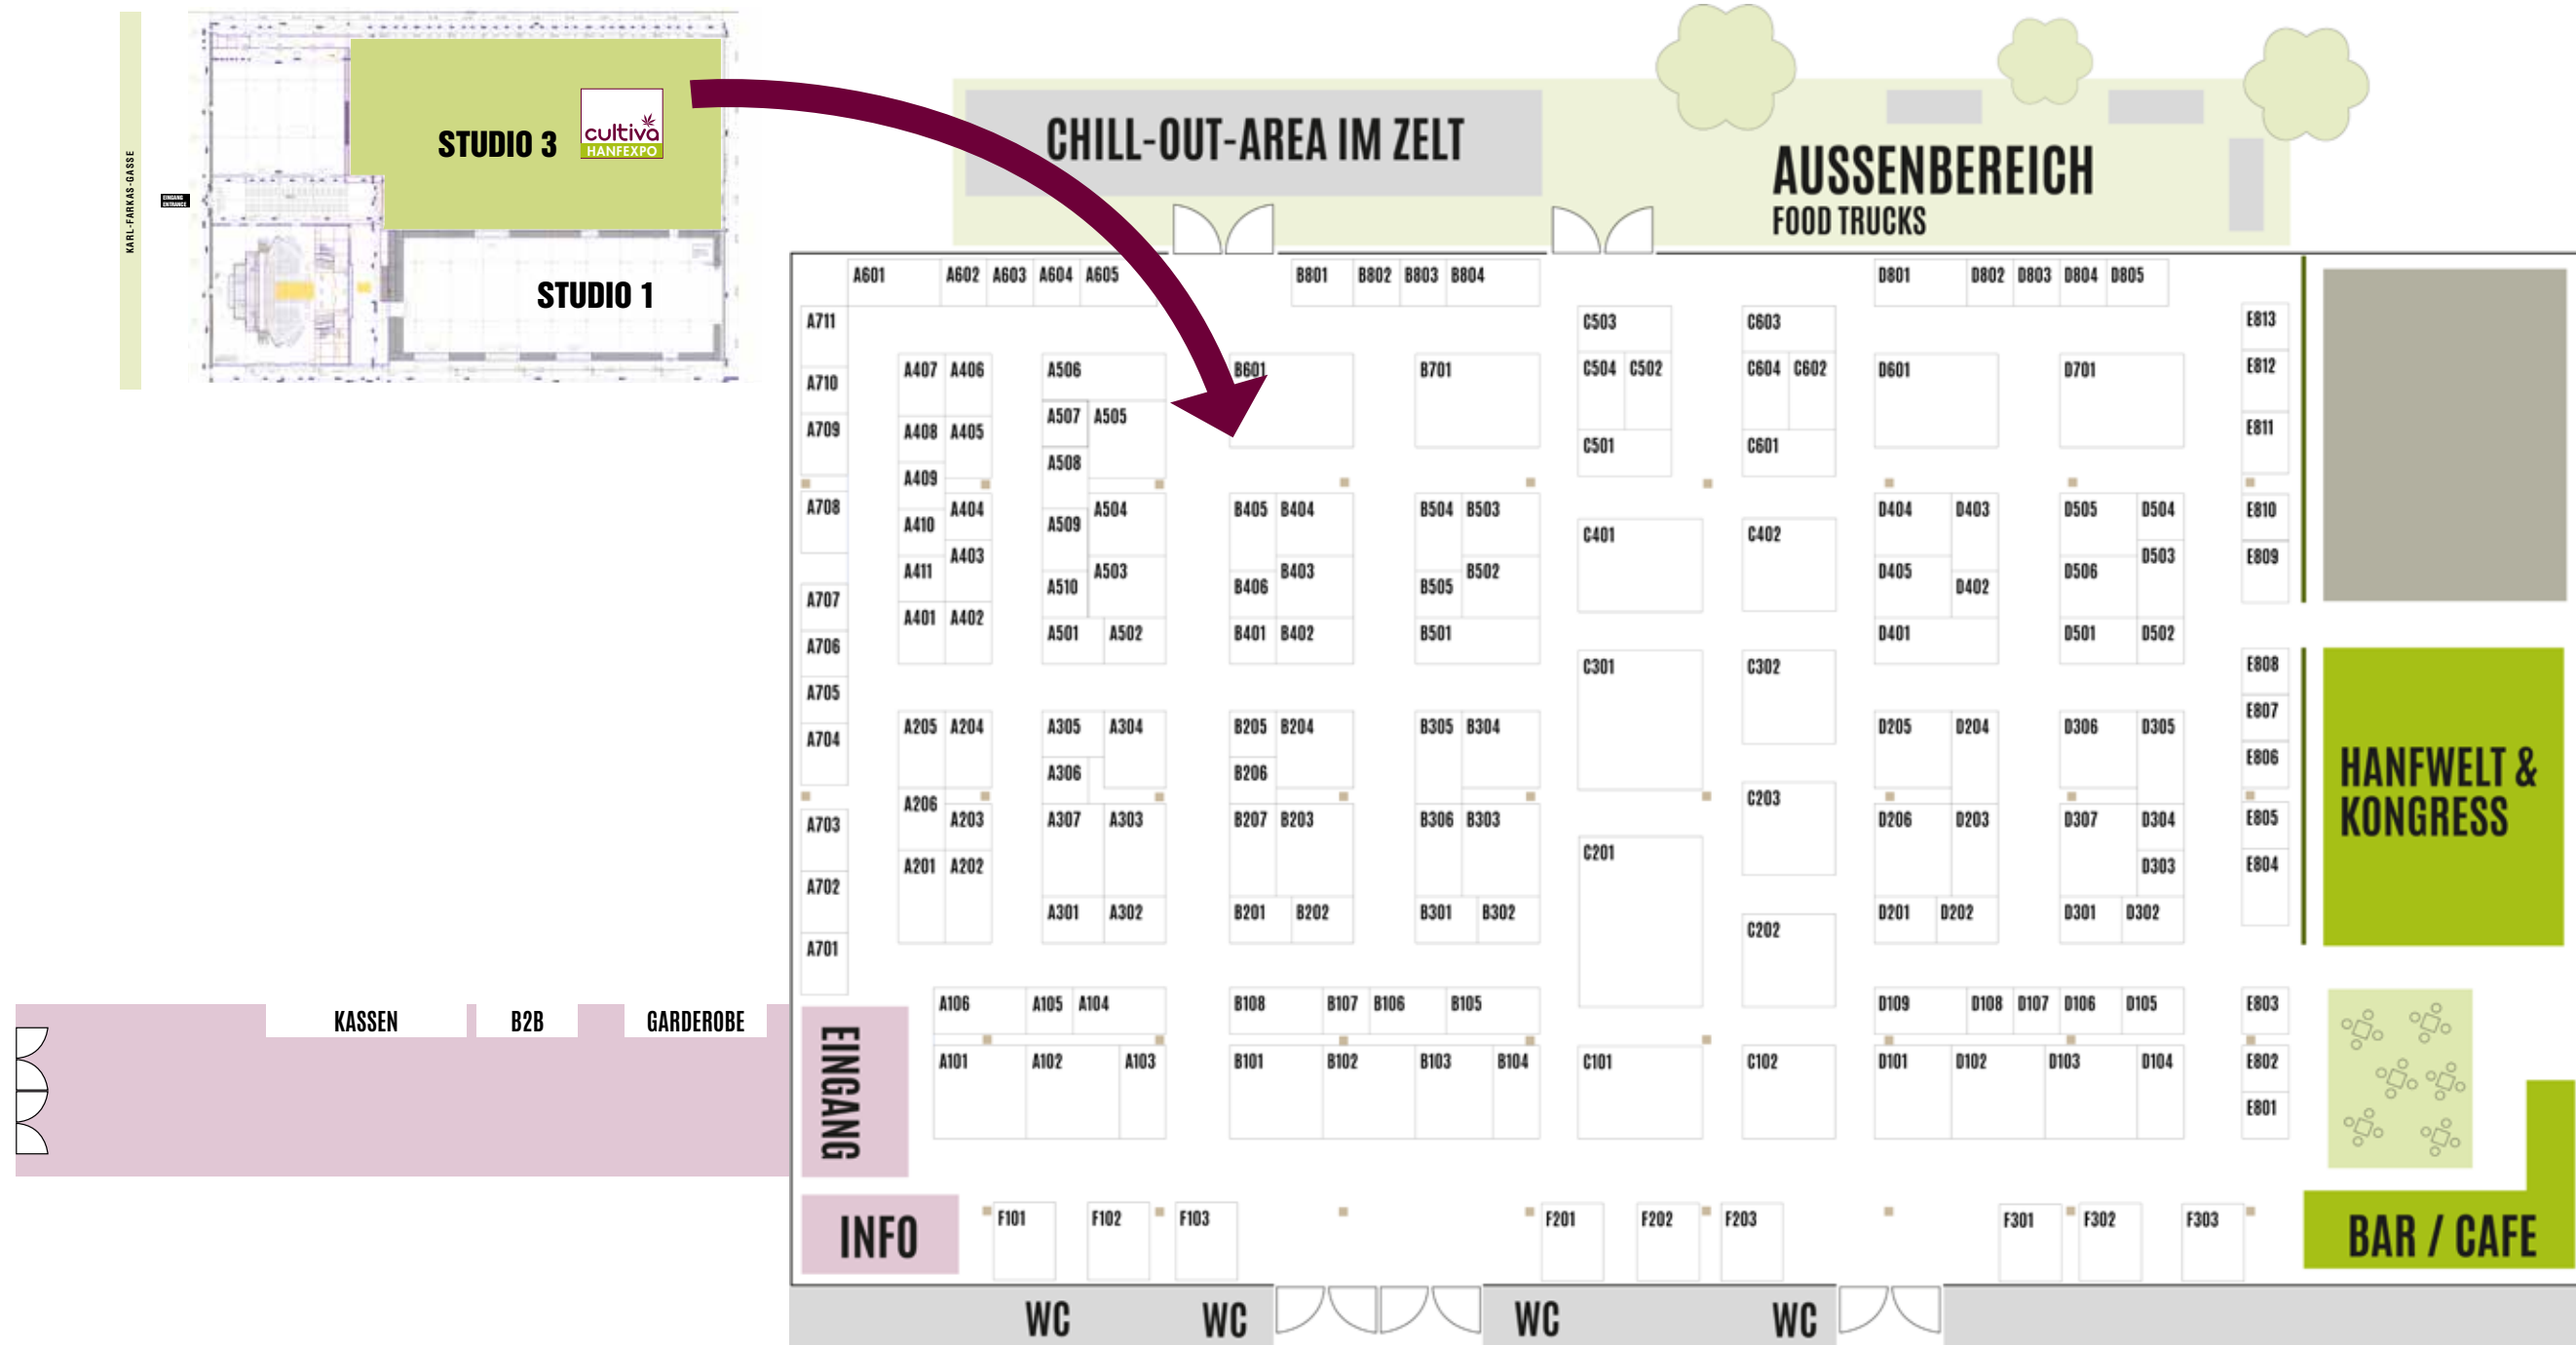 KARL-FARKAS-GASSE
EINGANG
ENTRANCE
STUDIO 3
cultiva
HANFEXPO
STUDIO 1
CHILL-OUT-AREA IM ZELT
AUSSENBEREICH
FOOD TRUCKS
A601 A602 A603 A604 A605 B801 B802 B803 B804 D801 D802 D803 D804 D805
A711 C503 C603 E813
A407 A406 A506 B601 B701 C504 C502 C604 C602 D601 D701 E812
A710
A709 A408 A405 A507 A505 C501 C601 E811
A409 A508
A708 A404 A504 B405 B404 B504 B503 D404 D403 D505 D504 E810
A410 A509 C401 C402
A403 D503 E809
A411 A503 B403 B502 D405 D506
A510 B406 B505 D402
A707
A401 A402 A501 A502 B401 B402 B501 D401 D501 D502
A706
C301 C302 E808
A705
A205 A204 A305 A304 B205 B204 B305 B304 D205 D204 D306 D305 E807
A704
A306 B206 E806
HANFWELT &
KONGRESS
A206 C203
A703 A203 A307 A303 B207 B203 B306 B303 D206 D203 D307 D304 E805
A201 A202 C201 D303 E804
A702
A301 A302 B201 B202 B301 B302 D201 D202 D301 D302
C202
A701
A106 A105 A104 B108 B107 B106 B105 D109 D108 D107 D106 D105 E803
KASSEN B2B GARDEROBE
EINGANG
A101 A102 A103 B101 B102 B103 B104 C101 C102 D101 D102 D103 D104 E802
E801
INFO
F101 F102 F103 F201 F202 F203 F301 F302 F303
BAR / CAFE
WC WC WC WC